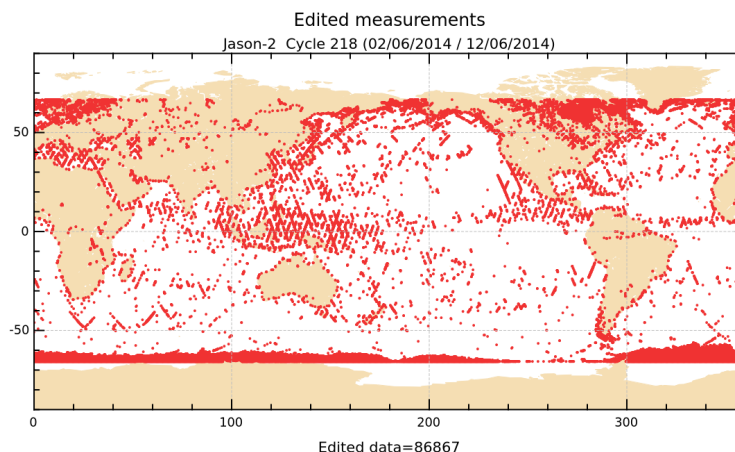 Edited measurements
Jason-2 Cycle 218 (02/06/2014 / 12/06/2014)
50
0
-50
0 100 200 300
Edited data=86867